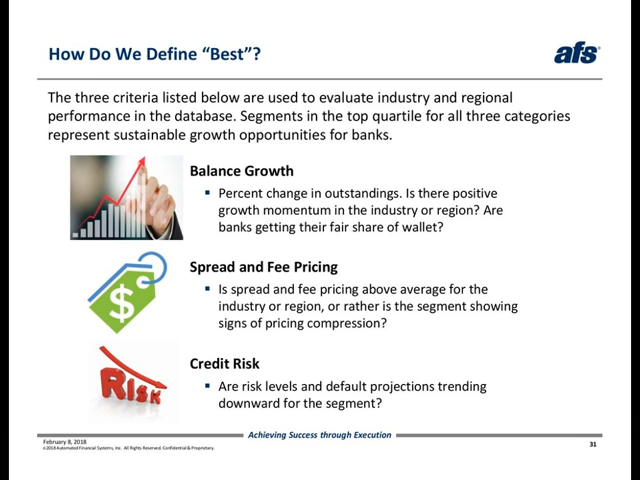 How Do We Define “Best”?
afs
The three criteria listed below are used to evaluate industry and regional
performance in the database. Segments in the top quartile for all three categories
represent sustainable growth opportunities for banks.
Balance Growth
▪ Percent change in outstandings. Is there positive
growth momentum in the industry or region? Are
banks getting their fair share of wallet?
$
Spread and Fee Pricing
▪ Is spread and fee pricing above average for the
industry or region, or rather is the segment showing
signs of pricing compression?
RISK
Credit Risk
▪ Are risk levels and default projections trending
downward for the segment?
Achieving Success through Execution
February 8, 2018
©2018 Automated Financial Systems, Inc. All Rights Reserved. Confidential & Proprietary.
31